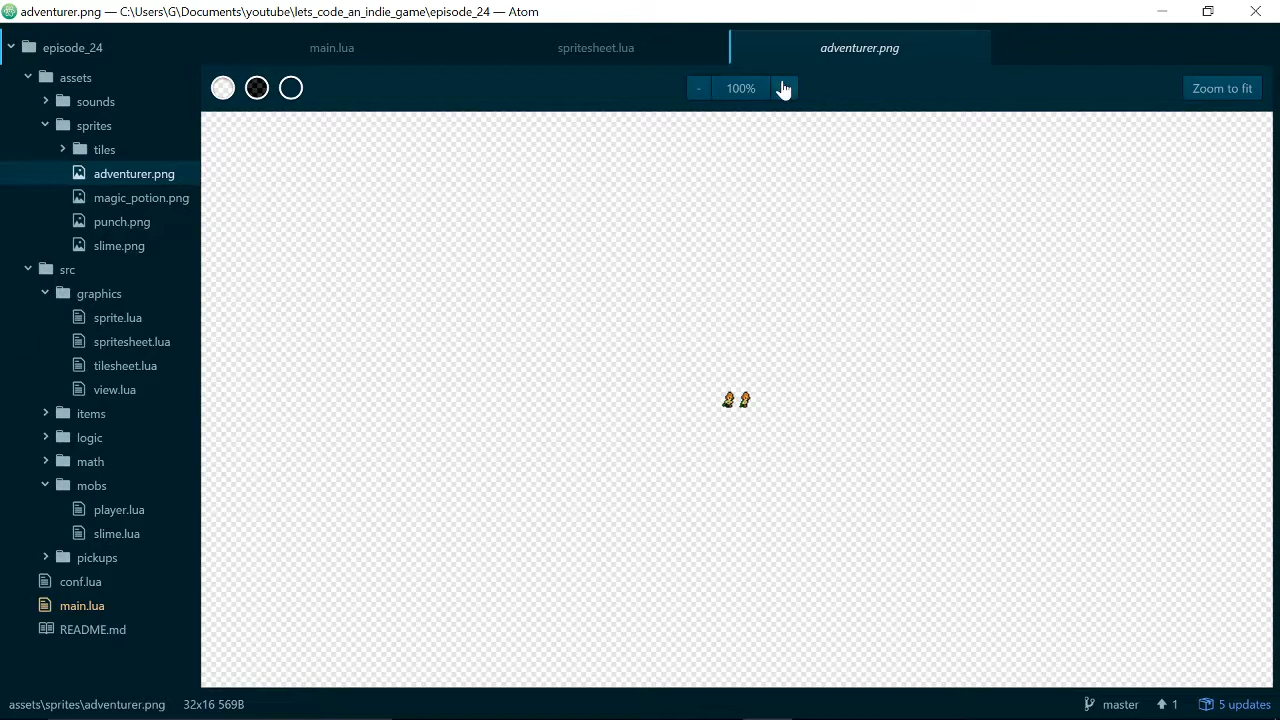 adventurer.png — C:\Users\G\Documents\youtube\lets_code_an_indie_game\episode_24 — Atom
episode_24
main.lua
spritesheet.lua
adventurer.png
assets
- 100%
Zoom to fit
sounds
sprites
tiles
adventurer.png
magic_potion.png
punch.png
slime.png
src
graphics
sprite.lua
spritesheet.lua
tilesheet.lua
view.lua
items
logic
math
mobs
player.lua
slime.lua
pickups
conf.lua
main.lua
README.md
assets\sprites\adventurer.png
32x16 569B
master
1
5 updates